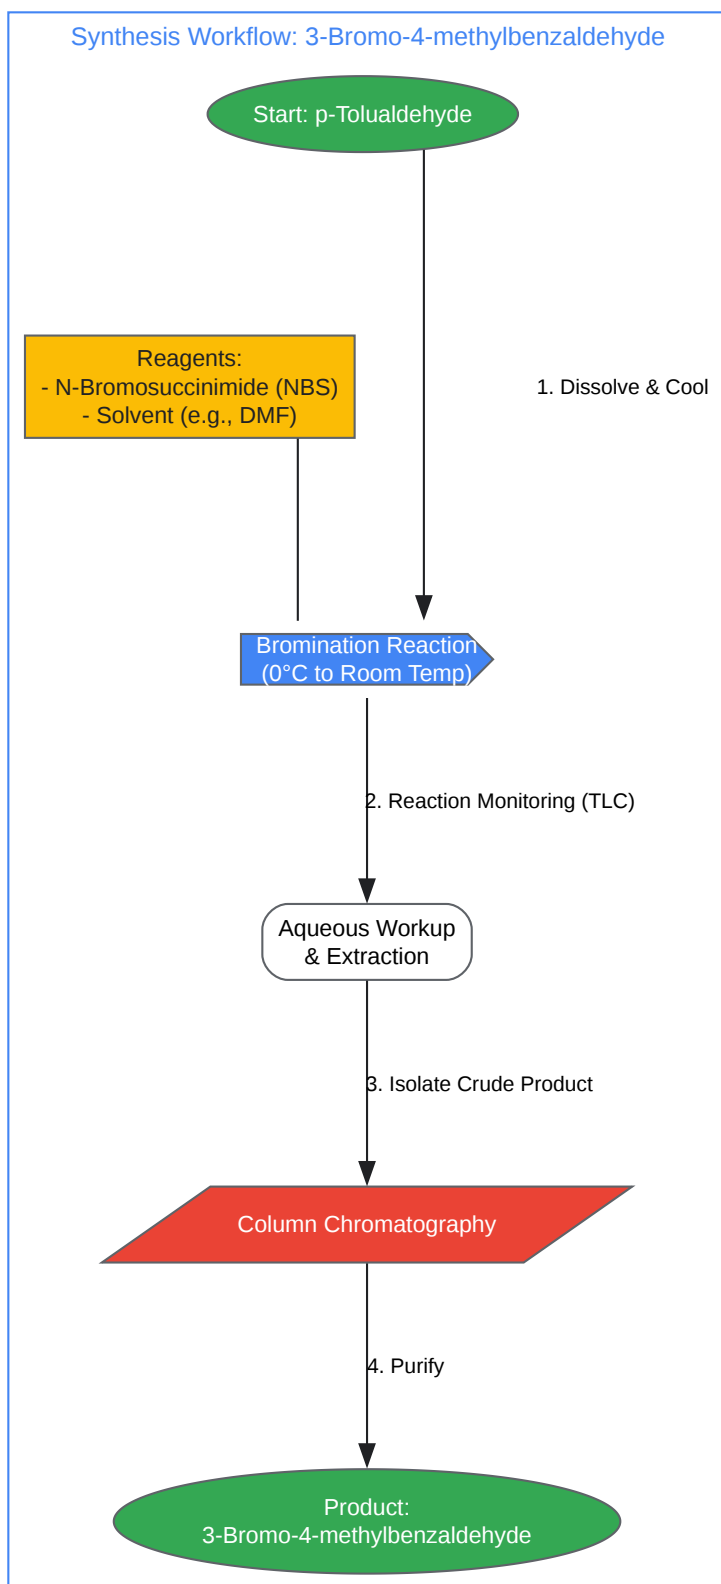 Synthesis Workflow: 3-Bromo-4-methylbenzaldehyde
Start: p-Tolualdehyde
Reagents:
- N-Bromosuccinimide (NBS)
- Solvent (e.g., DMF)
1. Dissolve & Cool
Bromination Reaction
(0°C to Room Temp)
2. Reaction Monitoring (TLC)
Aqueous Workup
& Extraction
3. Isolate Crude Product
Column Chromatography
4. Purify
Product:
3-Bromo-4-methylbenzaldehyde